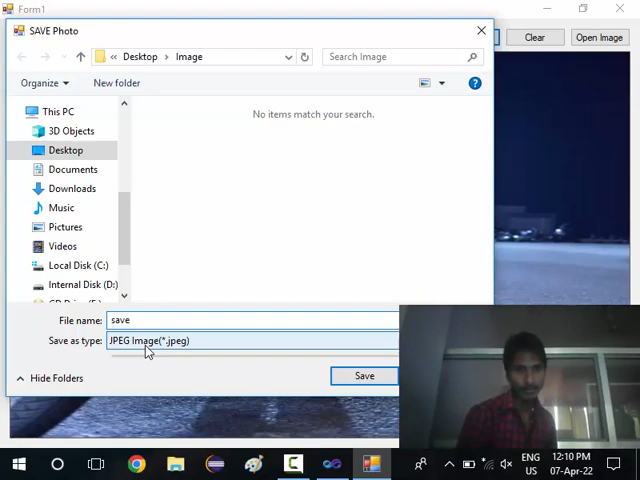 Form1
SAVE Photo
Clear
Open Image
« Desktop > Image
Search Image
Organize
New folder
No items match your search.
This PC
3D Objects
Desktop
Documents
Downloads
Music
Pictures
Videos
Local Disk (C:)
Internal Disk (D:)
File name: save
Save as type: JPEG Image(*.jpeg)
Hide Folders
Save
ENG
US
12:10 PM
07-Apr-22